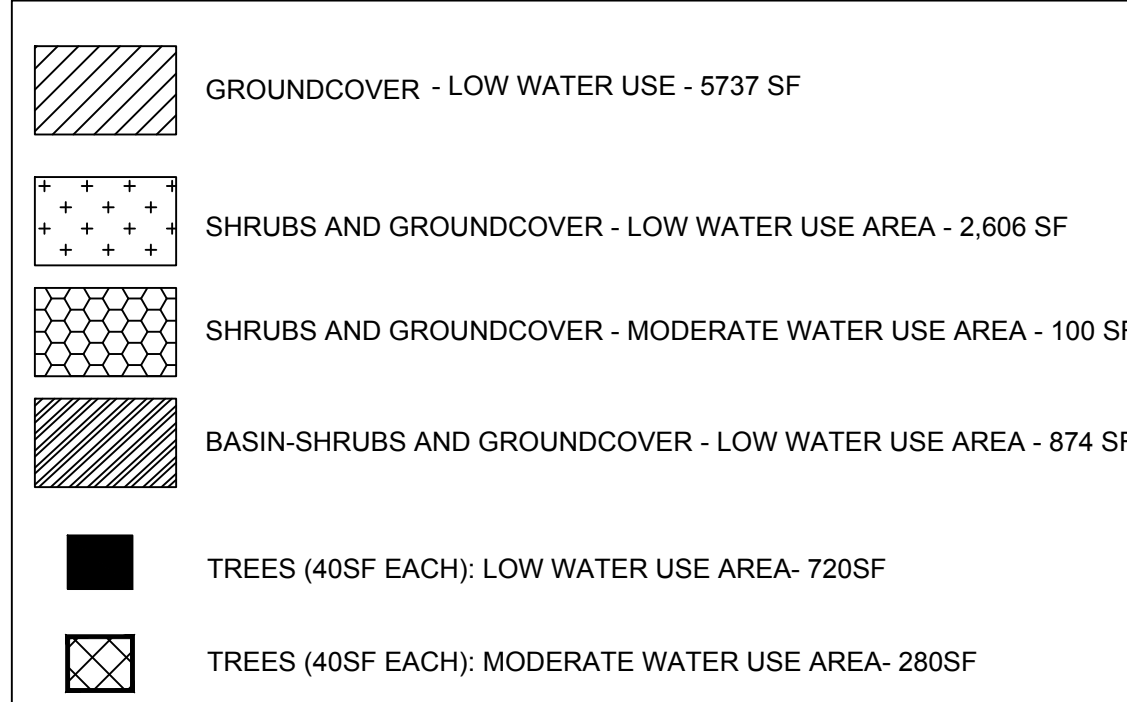 GROUNDCOVER - LOW WATER USE - 5737 SF
SHRUBS AND GROUNDCOVER - LOW WATER USE AREA - 2,606 SF
SHRUBS AND GROUNDCOVER - MODERATE WATER USE AREA - 100 SF
BASIN-SHRUBS AND GROUNDCOVER - LOW WATER USE AREA - 874 SF
TREES (40SF EACH): LOW WATER USE AREA- 720SF
TREES (40SF EACH): MODERATE WATER USE AREA- 280SF